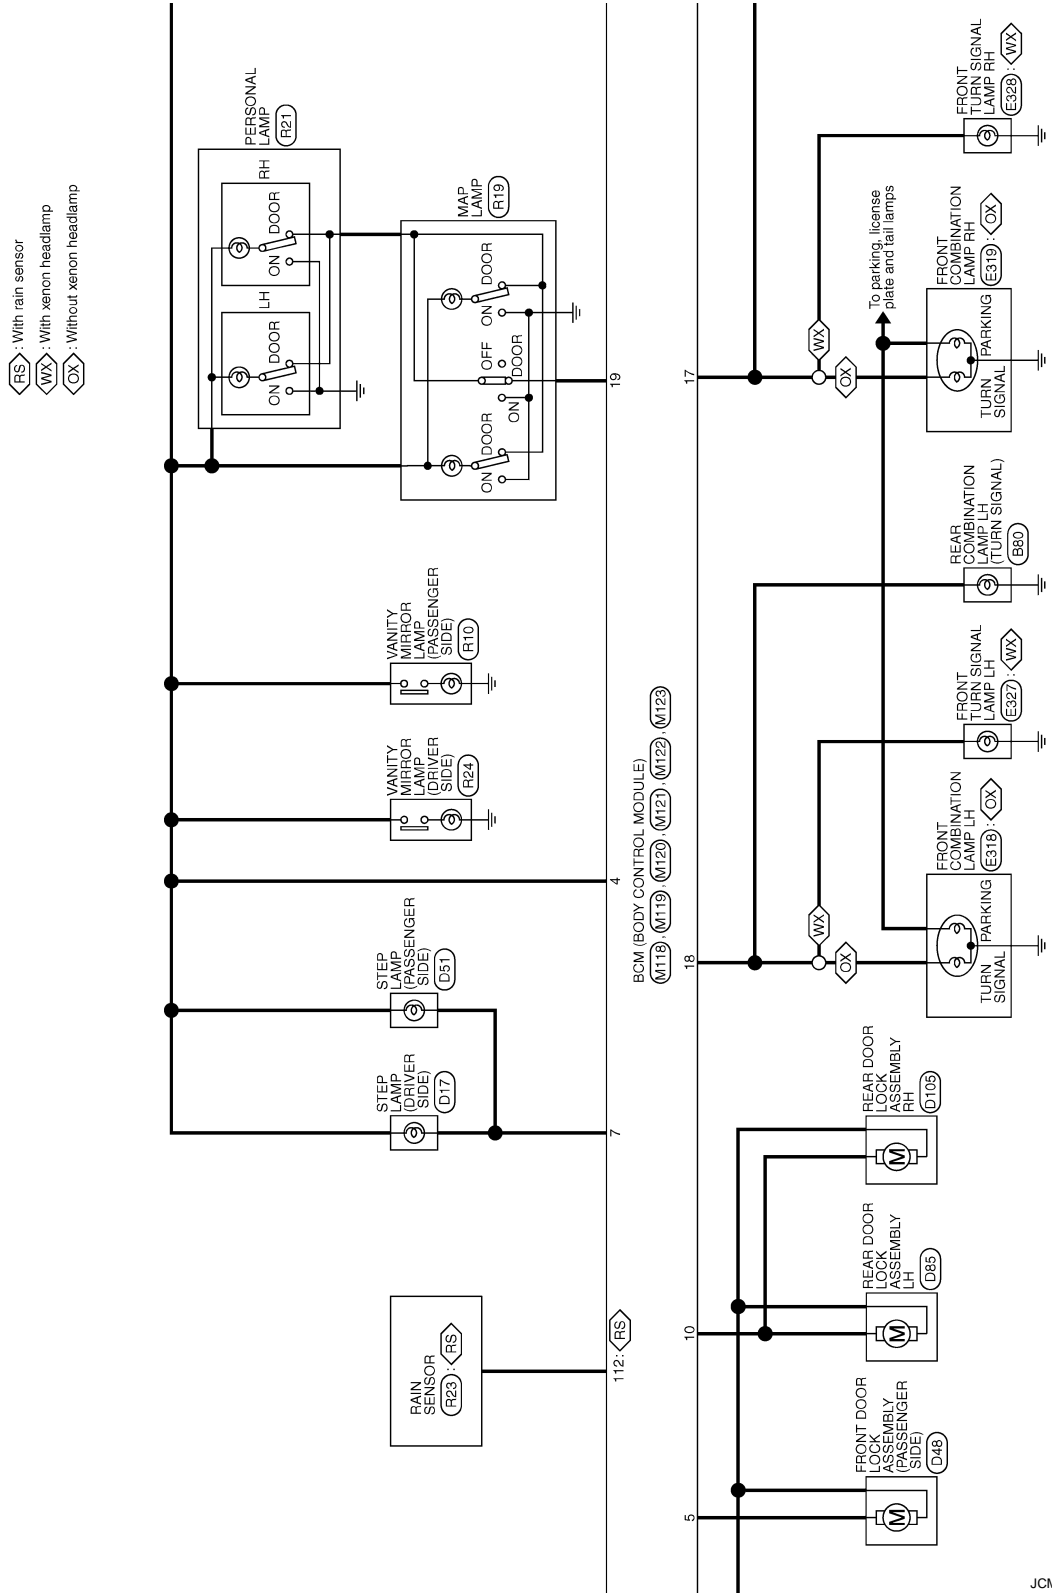 RS : With rain sensor
WX : With xenon headlamp
OX : Without xenon headlamp
RAIN
SENSOR
R23 : RS
STEP
LAMP
(DRIVER
SIDE)
D17
STEP
LAMP
(PASSENGER
SIDE)
D51
VANITY
MIRROR
LAMP
(DRIVER
SIDE)
R24
VANITY
MIRROR
LAMP
(PASSENGER
SIDE)
R10
PERSONAL
LAMP
R21
LH
ON
DOOR
RH
ON
DOOR
MAP
LAMP
R19
ON
DOOR
ON
OFF
DOOR
ON
DOOR
112: RS
7
4
19
BCM (BODY CONTROL MODULE)
M118 , M119 , M120 , M121 , M122 , M123
5
10
18
17
FRONT DOOR
LOCK
ASSEMBLY
(PASSENGER
SIDE)
D48
M
REAR DOOR
LOCK
ASSEMBLY
LH
D85
M
REAR DOOR
LOCK
ASSEMBLY
RH
D105
M
WX
OX
FRONT
COMBINATION
LAMP LH
E318 : OX
TURN
SIGNAL
PARKING
FRONT
TURN SIGNAL
LAMP LH
E327 : WX
REAR
COMBINATION
LAMP LH
(TURN SIGNAL)
B80
WX
OX
To parking, license
plate and tail lamps
FRONT
COMBINATION
LAMP RH
E319 : OX
TURN
SIGNAL
PARKING
FRONT
TURN SIGNAL
LAMP RH
E328 : WX